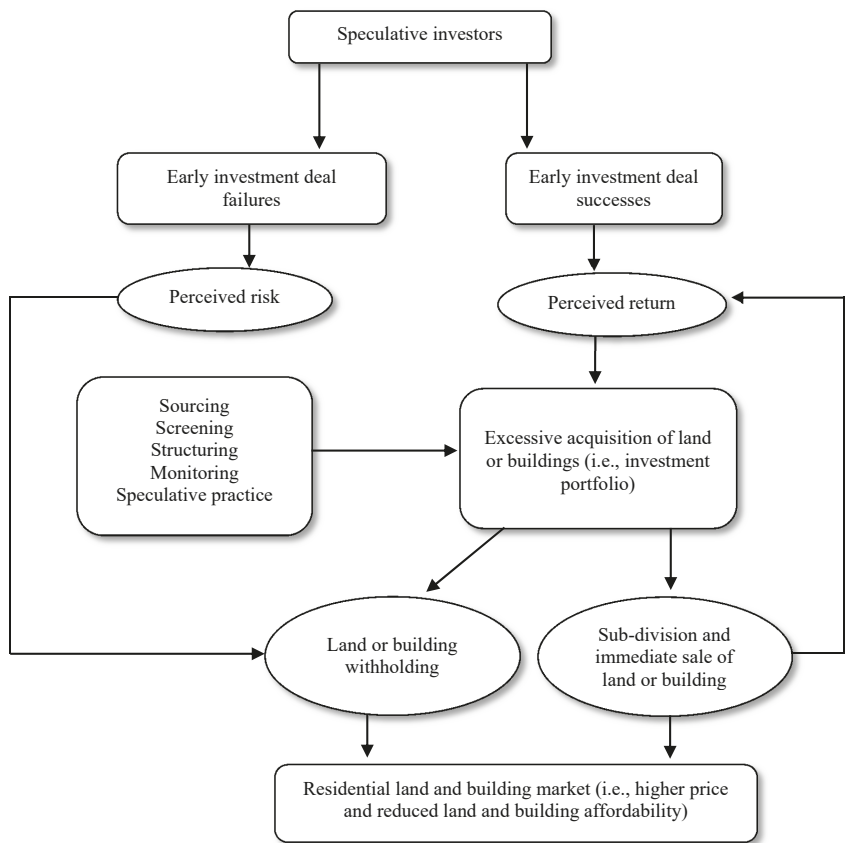 Speculative investors
Early investment deal
failures
Early investment deal
successes
Perceived risk
Perceived return
Sourcing
Screening
Structuring
Monitoring
Speculative practice
Excessive acquisition of land
or buildings (i.e., investment
portfolio)
Land or building
withholding
Sub-division and
immediate sale of
land or building
Residential land and building market (i.e., higher price
and reduced land and building affordability)